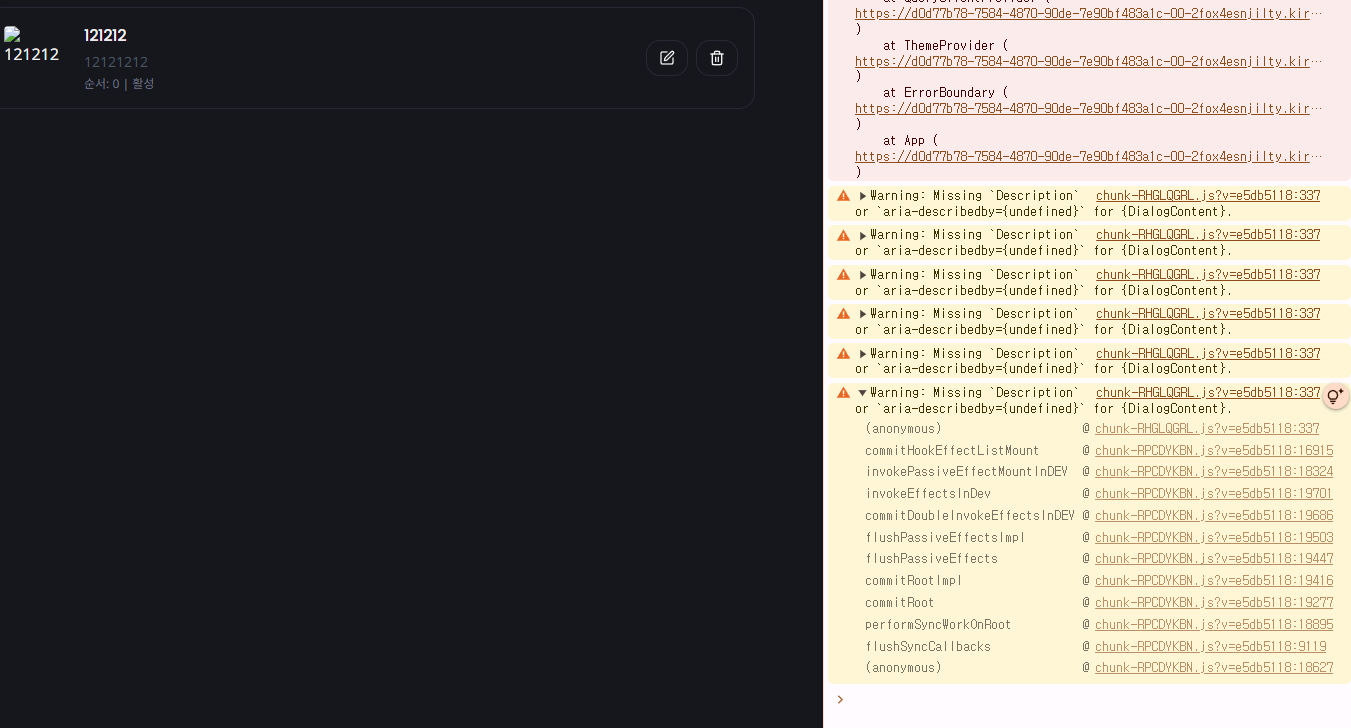 121212
121212
12121212
순서: 0 | 활성
https://d0d77b78-7584-4870-90de-7e90bf483a1c-00-2fox4esnjilty.kir…
)
at ThemeProvider (
https://d0d77b78-7584-4870-90de-7e90bf483a1c-00-2fox4esnjilty.kir…
)
at ErrorBoundary (
https://d0d77b78-7584-4870-90de-7e90bf483a1c-00-2fox4esnjilty.kir…
)
at App (
https://d0d77b78-7584-4870-90de-7e90bf483a1c-00-2fox4esnjilty.kir…
)
Warning: Missing `Description` chunk-RHGLQGRL.js?v=e5db5118:337
or `aria-describedby={undefined}` for {DialogContent}.
Warning: Missing `Description` chunk-RHGLQGRL.js?v=e5db5118:337
or `aria-describedby={undefined}` for {DialogContent}.
Warning: Missing `Description` chunk-RHGLQGRL.js?v=e5db5118:337
or `aria-describedby={undefined}` for {DialogContent}.
Warning: Missing `Description` chunk-RHGLQGRL.js?v=e5db5118:337
or `aria-describedby={undefined}` for {DialogContent}.
Warning: Missing `Description` chunk-RHGLQGRL.js?v=e5db5118:337
or `aria-describedby={undefined}` for {DialogContent}.
Warning: Missing `Description` chunk-RHGLQGRL.js?v=e5db5118:337
or `aria-describedby={undefined}` for {DialogContent}.
(anonymous) @ chunk-RHGLQGRL.js?v=e5db5118:337
commitHookEffectListMount @ chunk-RPCDYKBN.js?v=e5db5118:16915
invokePassiveEffectMountInDEV @ chunk-RPCDYKBN.js?v=e5db5118:18324
invokeEffectsInDev @ chunk-RPCDYKBN.js?v=e5db5118:19701
commitDoubleInvokeEffectsInDEV @ chunk-RPCDYKBN.js?v=e5db5118:19686
flushPassiveEffectsImpl @ chunk-RPCDYKBN.js?v=e5db5118:19503
flushPassiveEffects @ chunk-RPCDYKBN.js?v=e5db5118:19447
commitRootImpl @ chunk-RPCDYKBN.js?v=e5db5118:19416
commitRoot @ chunk-RPCDYKBN.js?v=e5db5118:19277
performSyncWorkOnRoot @ chunk-RPCDYKBN.js?v=e5db5118:18895
flushSyncCallbacks @ chunk-RPCDYKBN.js?v=e5db5118:9119
(anonymous) @ chunk-RPCDYKBN.js?v=e5db5118:18627